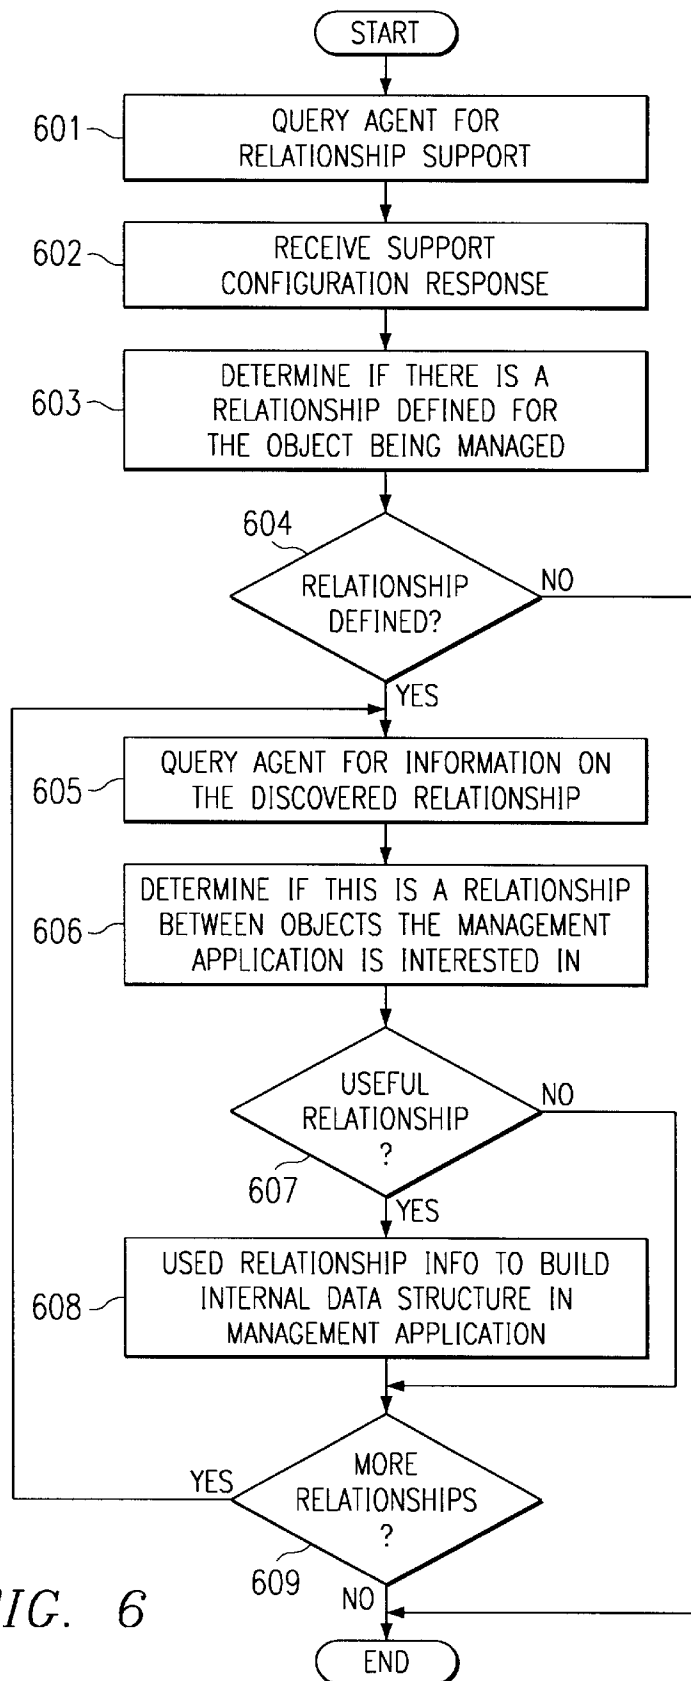 START
601
QUERY AGENT FOR
RELATIONSHIP SUPPORT
602
RECEIVE SUPPORT
CONFIGURATION RESPONSE
603
DETERMINE IF THERE IS A
RELATIONSHIP DEFINED FOR
THE OBJECT BEING MANAGED
604
RELATIONSHIP
DEFINED?
NO
YES
605
QUERY AGENT FOR INFORMATION ON
THE DISCOVERED RELATIONSHIP
606
DETERMINE IF THIS IS A RELATIONSHIP
BETWEEN OBJECTS THE MANAGEMENT
APPLICATION IS INTERESTED IN
USEFUL
RELATIONSHIP
?
NO
607
YES
608
USED RELATIONSHIP INFO TO BUILD
INTERNAL DATA STRUCTURE IN
MANAGEMENT APPLICATION
YES
MORE
RELATIONSHIPS
?
609
NO
FIG. 6
END